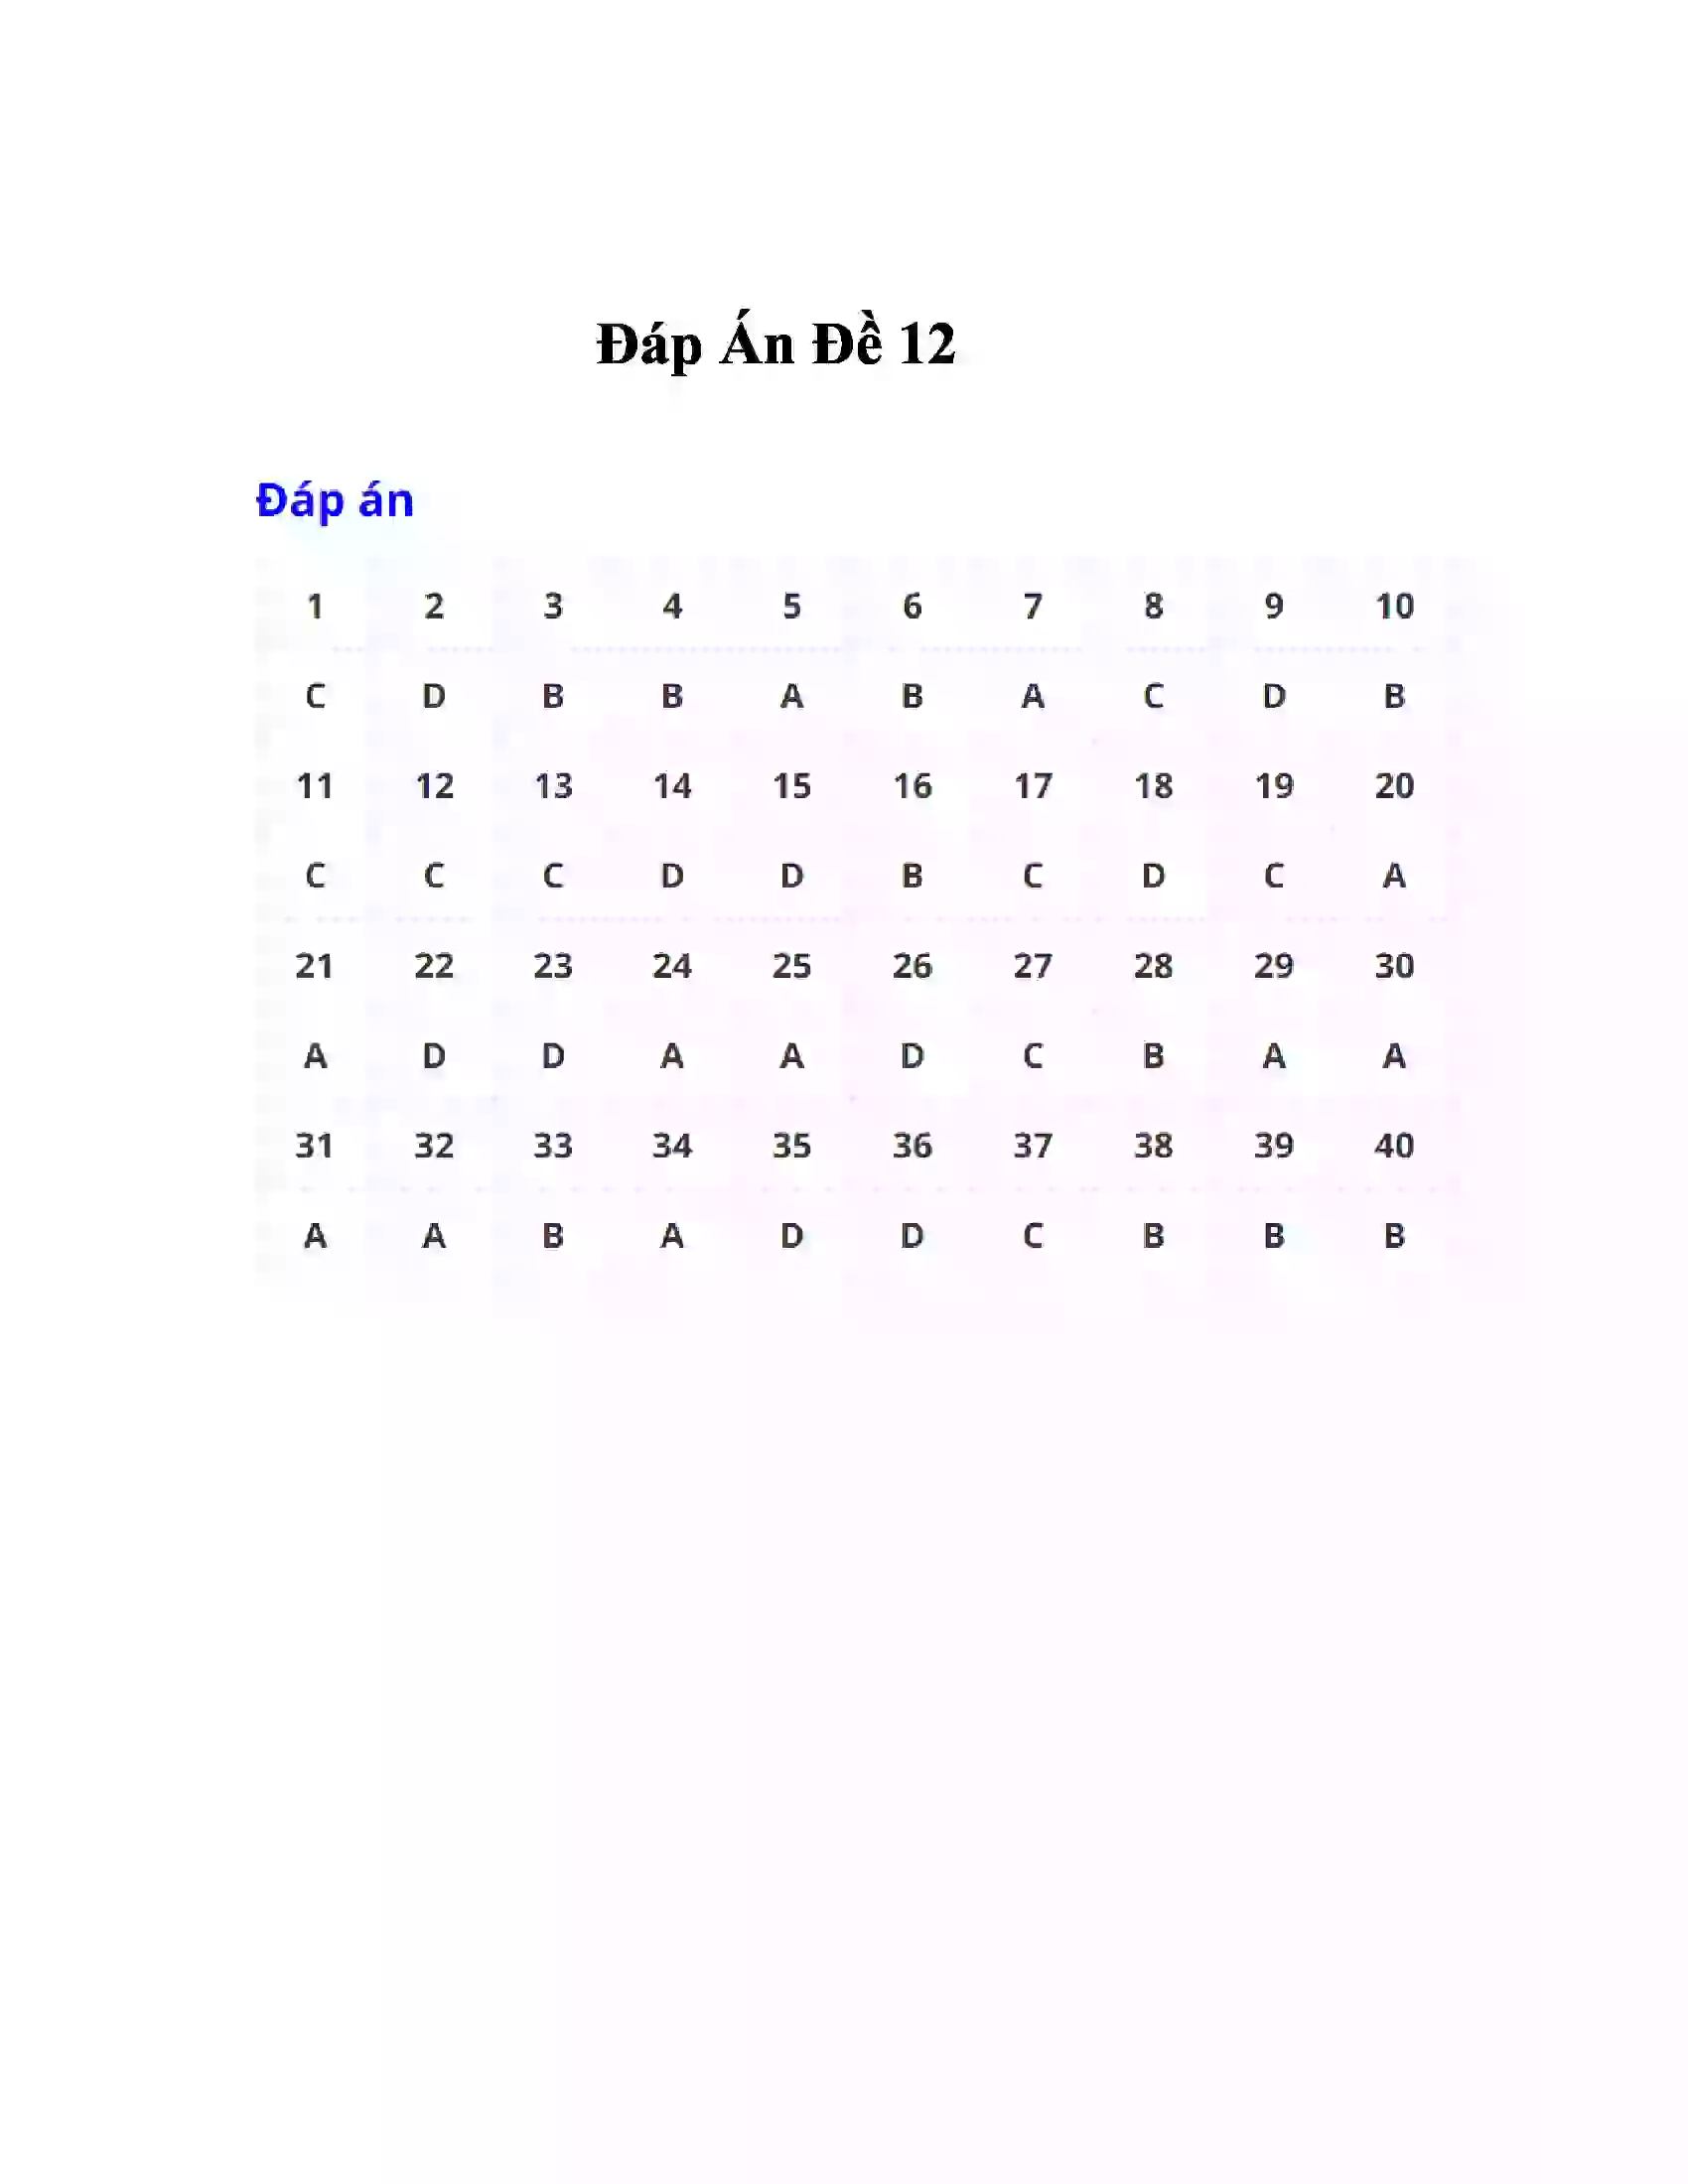 Đáp Án Đề 12
Đáp án
1 2 3 4 5 6 7 8 9 10
C D B B A B A C D B
11 12 13 14 15 16 17 18 19 20
C C C D D B C D C A
21 22 23 24 25 26 27 28 29 30
A D D A A D C B A A
31 32 33 34 35 36 37 38 39 40
A A B A D D C B B B